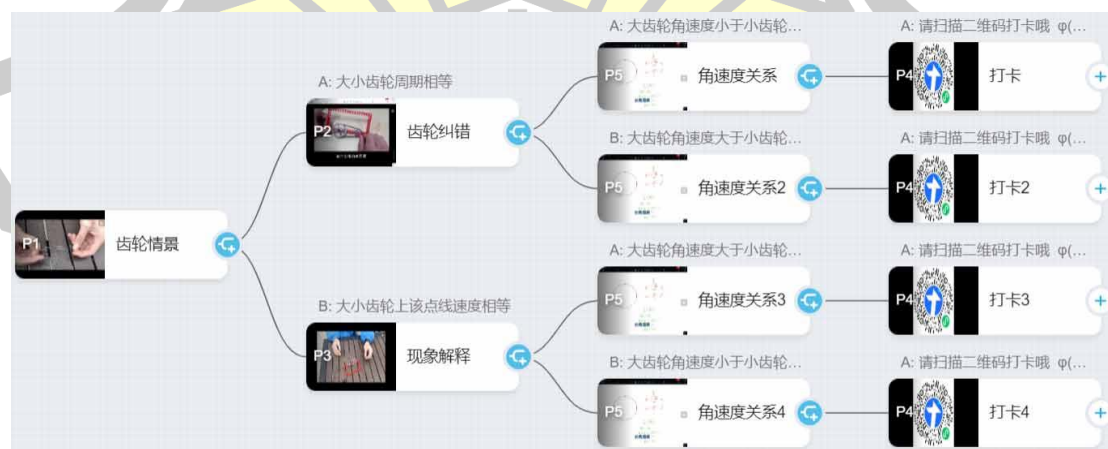 A: 大齿轮角速度小于小齿轮...
A: 请扫描二维码打卡哦 φ(...
P5 角速度关系
P4 打卡
A: 大小齿轮周期相等
P2 齿轮纠错
B: 大齿轮角速度大于小齿轮...
A: 请扫描二维码打卡哦 φ(...
P5 角速度关系2
P4 打卡2
P1 齿轮情景
A: 大齿轮角速度大于小齿轮...
A: 请扫描二维码打卡哦 φ(...
P5 角速度关系3
P4 打卡3
B: 大小齿轮上该点线速度相等
P3 现象解释
B: 大齿轮角速度小于小齿轮...
A: 请扫描二维码打卡哦 φ(...
P5 角速度关系4
P4 打卡4